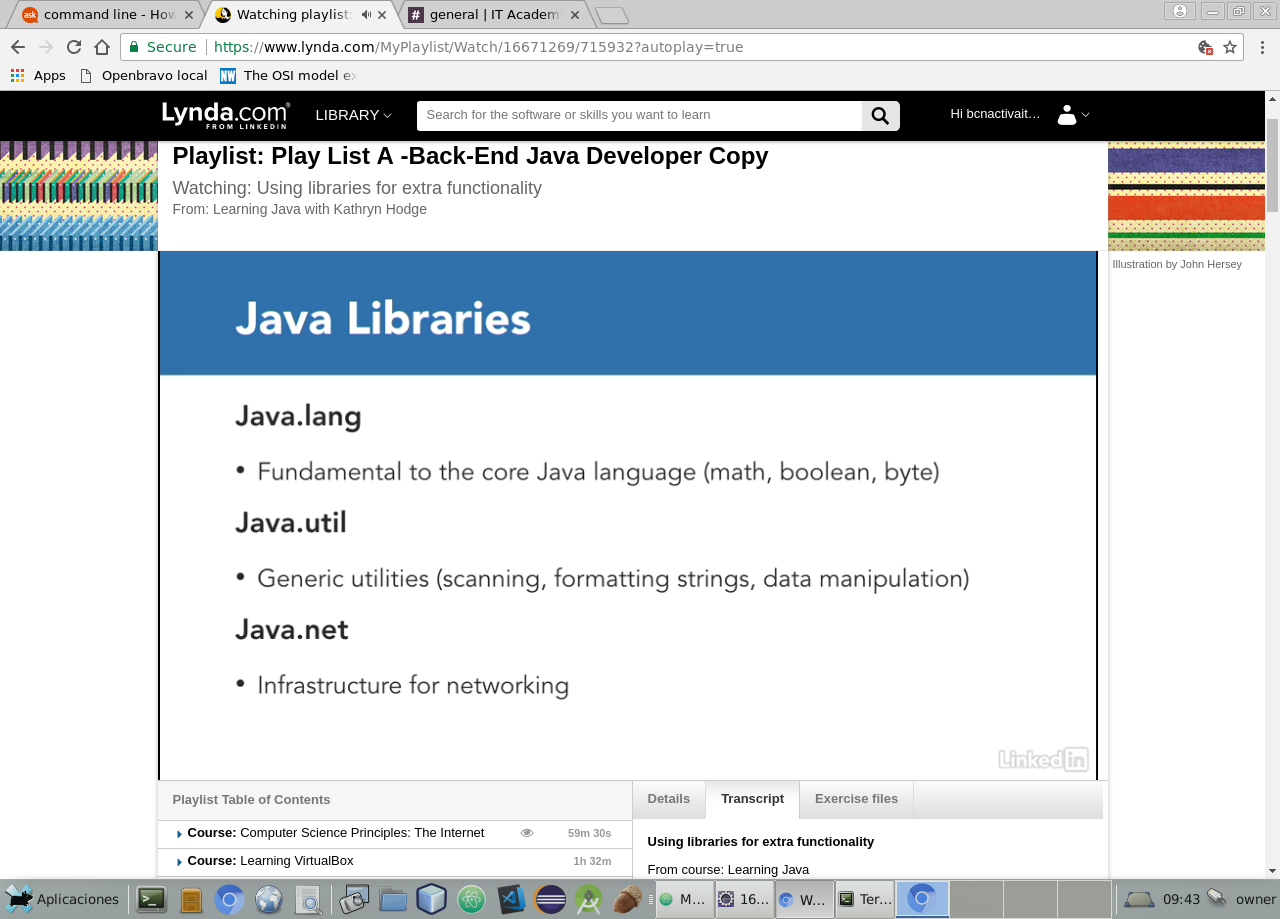 command line - How
Watching playlist:
general | IT Academ
Secure
https://www.lynda.com/MyPlaylist/Watch/16671269/715932?autoplay=true
Apps
Openbravo local
NW
The OSI model ex
Lynda.com
FROM LINKEDIN
LIBRARY
Search for the software or skills you want to learn
Hi bcnactivait...
Playlist: Play List A -Back-End Java Developer Copy
Watching: Using libraries for extra functionality
From: Learning Java with Kathryn Hodge
Illustration by John Hersey
Java Libraries
Java.lang
• Fundamental to the core Java language (math, boolean, byte)
Java.util
• Generic utilities (scanning, formatting strings, data manipulation)
Java.net
• Infrastructure for networking
LinkedIn
Playlist Table of Contents
Course: Computer Science Principles: The Internet 59m 30s
Course: Learning VirtualBox 1h 32m
Details
Transcript
Exercise files
Using libraries for extra functionality
From course: Learning Java
Aplicaciones
M...
16...
W...
Ter...
09:43
owner